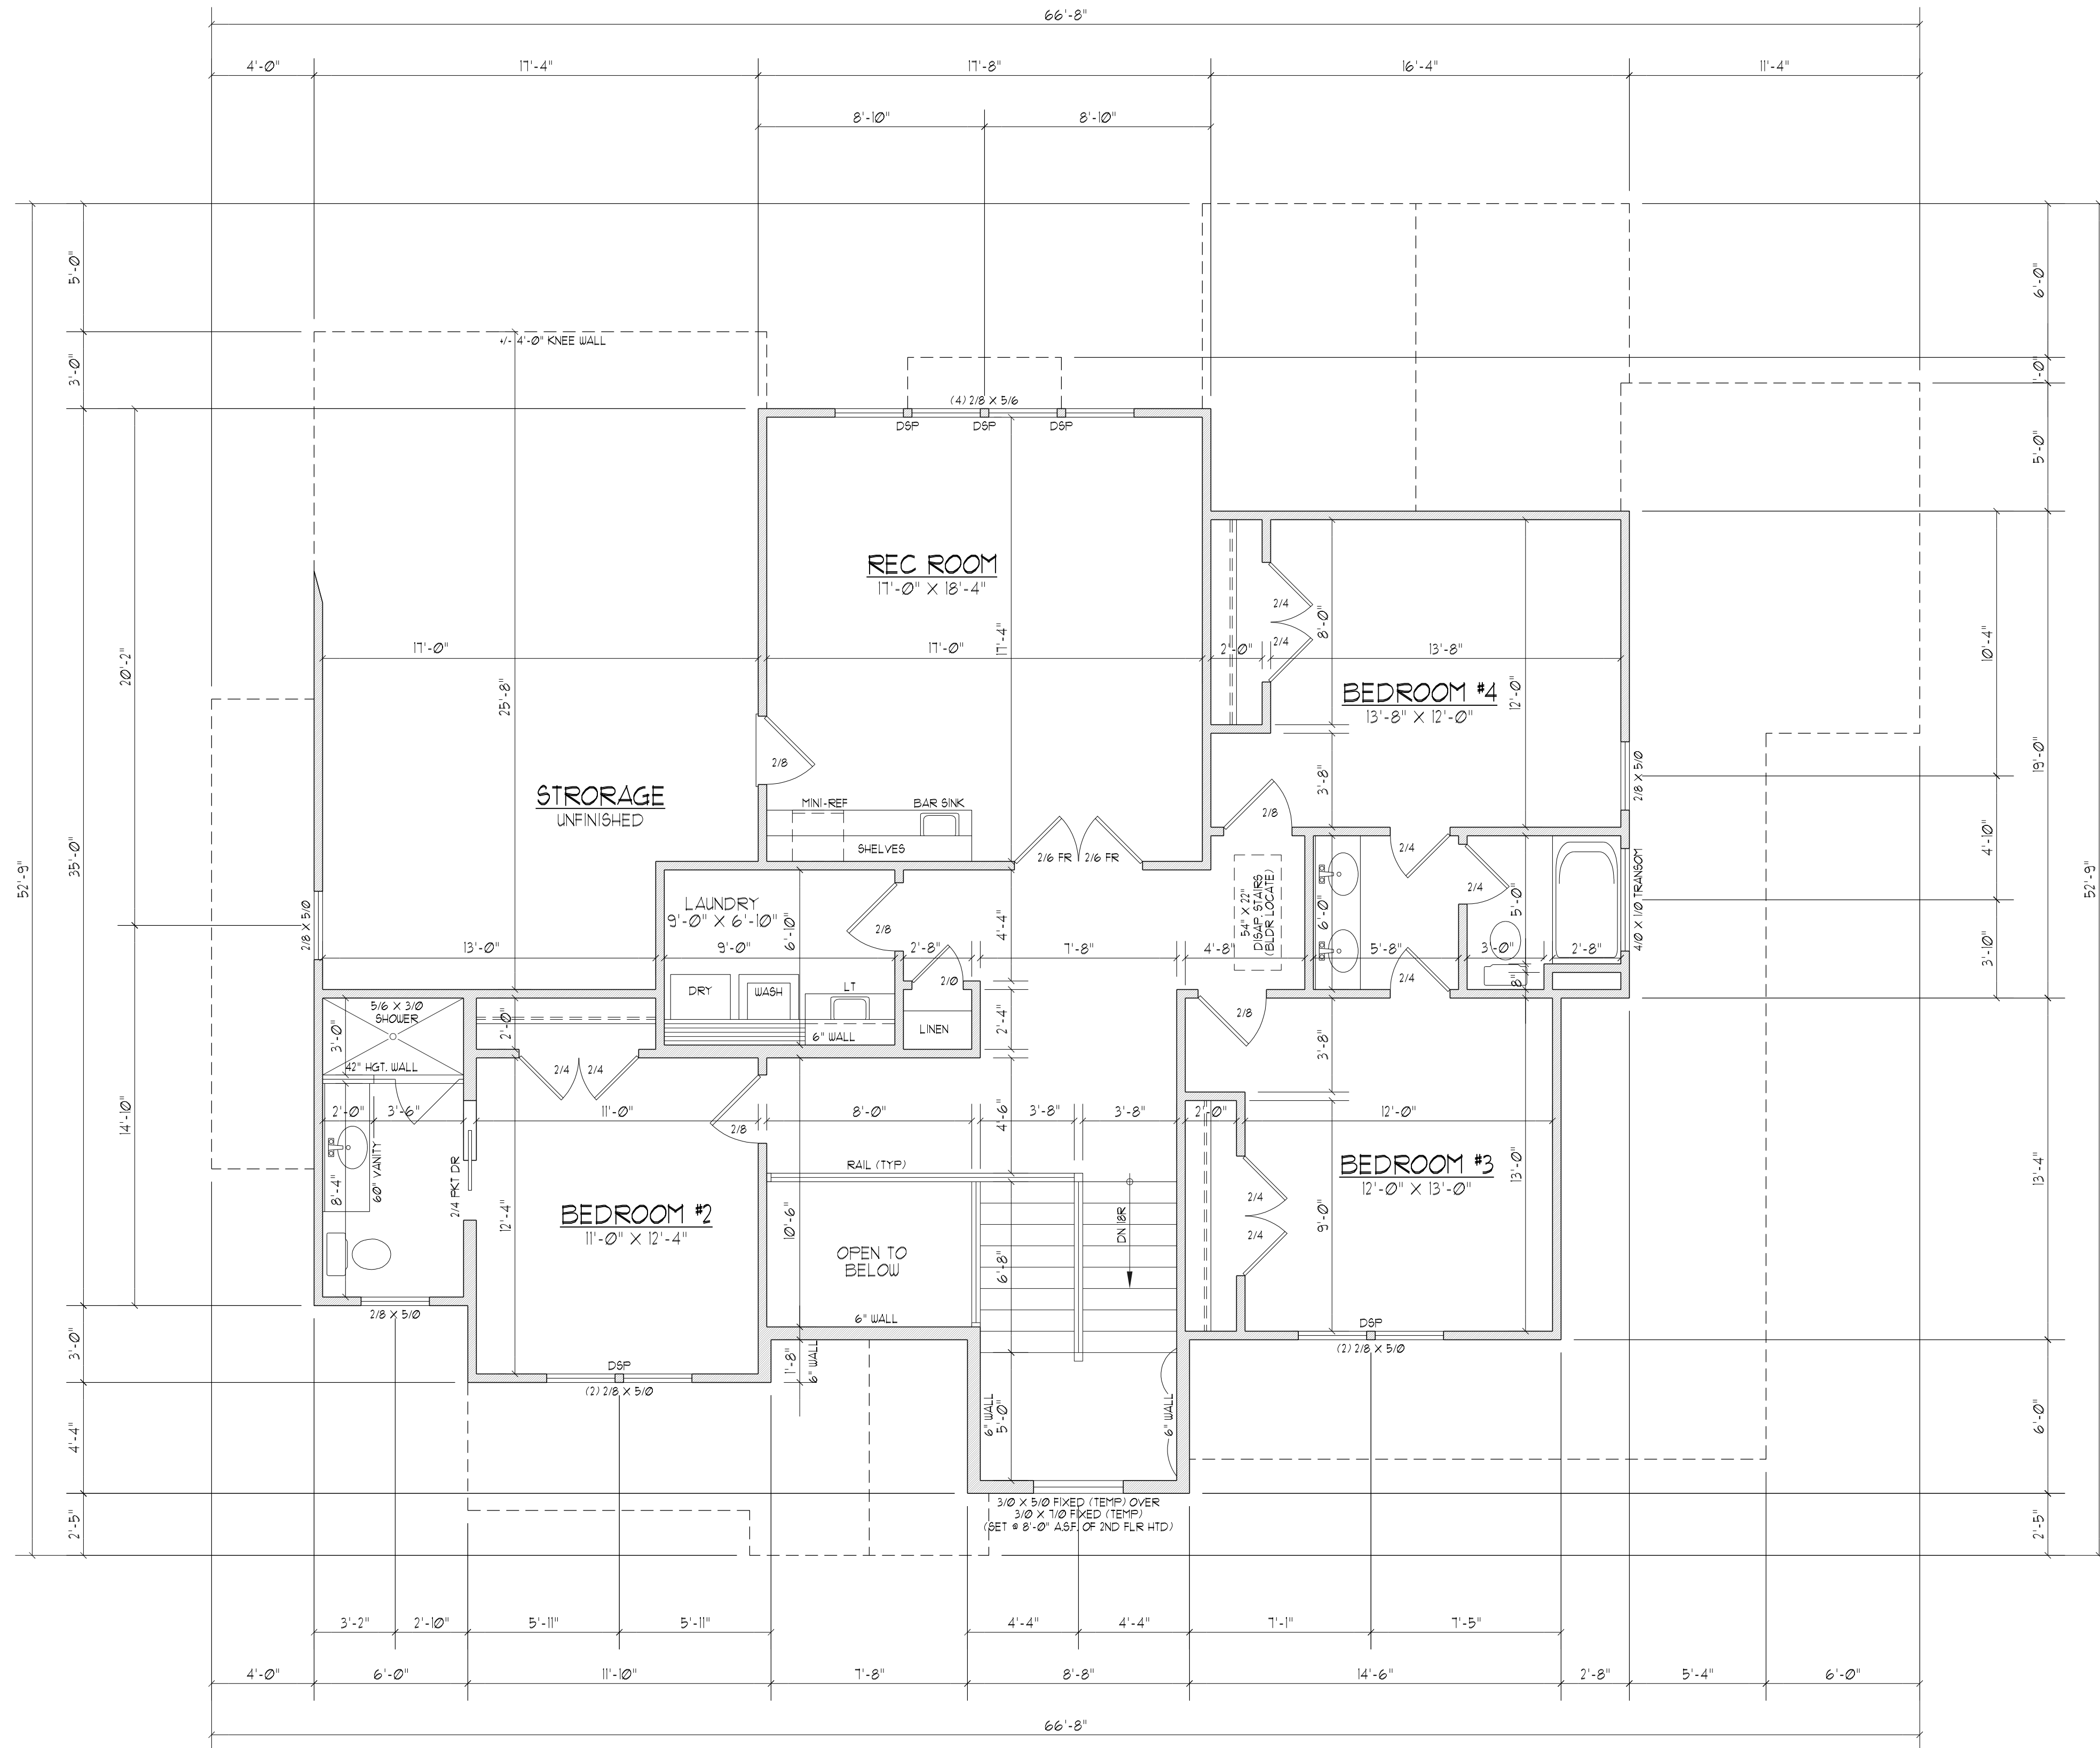 66'-8"
4'-0" 17'-4" 17'-8" 16'-4" 11'-4"
8'-10" 8'-10"
5'-0"
6'-0"
+/- 4'-0" KNEE WALL
3'-0"
1'-0"
(4) 2/8 X 5/6
DSP DSP DSP
5'-0"
REC ROOM
17'-0" X 18'-4"
2/4
8'-0"
2/4
17'-0" 17'-0" 17'-4" 2'-0" 13'-8"
20'-2"
25'-8"
10'-4"
BEDROOM #4
13'-8" X 12'-0"
12'-0"
2/8
3'-8"
2/8 X 5/0
19'-0"
STRORAGE
UNFINISHED
MINI-REF BAR SINK
2/8
SHELVES
2/6 FR 2/6 FR
2/4
4'-10"
52'-9"
35'-0"
52'-9"
2/4
4/0 X 1/0 TRANSOM
LAUNDRY
9'-0" X 6'-10"
6'-10"
2/8
54" X 22"
DISAP. STAIRS
(BLDR LOCATE)
6'-0"
5'-0"
2/8 X 5/0
4'-4"
3'-10"
13'-0" 9'-0" 2'-8" 7'-8" 4'-8" 5'-8" 3'-0" 2'-8"
DRY WASH LT
2/0
2/4
8"
5/6 X 3/0
SHOWER
2/8
3'-0"
2'-0"
6" WALL
LINEN
2'-4"
3'-8"
42" HGT. WALL
2/4 2/4
14'-10"
2'-0" 3'-6" 11'-0" 8'-0" 4'-6" 3'-8" 3'-8" 2'-0" 12'-0"
2/8
60" VANITY
8'-4"
2/4 PKT DR
RAIL (TYP)
BEDROOM #3
12'-0" X 13'-0"
13'-0"
13'-4"
BEDROOM #2
11'-0" X 12'-4"
12'-4"
10'-6"
OPEN TO
BELOW
6'-8"
DN 18R
2/4
9'-0"
2/4
2/8 X 5/0
6" WALL
DSP
(2) 2/8 X 5/0
3'-0"
DSP
(2) 2/8 X 5/0
1'-8"
6" WALL
6" WALL
5'-0"
6" WALL
4'-4"
6'-0"
3/0 X 5/0 FIXED (TEMP) OVER
3/0 X 7/0 FIXED (TEMP)
(SET @ 8'-0" A.S.F. OF 2ND FLR HTD)
2'-5"
2'-5"
3'-2" 2'-10" 5'-11" 5'-11" 4'-4" 4'-4" 7'-1" 7'-5"
4'-0" 6'-0" 11'-10" 7'-8" 8'-8" 14'-6" 2'-8" 5'-4" 6'-0"
66'-8"